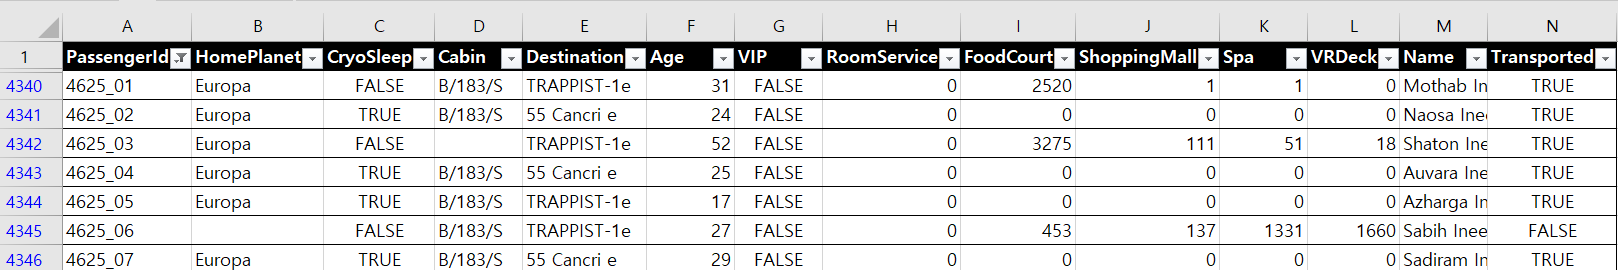 A B C D E F G H I J K L M N
1 PassengerId HomePlanet CryoSleep Cabin Destination Age VIP RoomService FoodCourt ShoppingMall Spa VRDeck Name Transported
4340 4625_01 Europa FALSE B/183/S TRAPPIST-1e 31 FALSE 0 2520 1 1 0 Mothab In TRUE
4341 4625_02 Europa TRUE B/183/S 55 Cancri e 24 FALSE 0 0 0 0 0 Naosa Ine TRUE
4342 4625_03 Europa FALSE TRAPPIST-1e 52 FALSE 0 3275 111 51 18 Shaton Ine TRUE
4343 4625_04 Europa TRUE B/183/S 55 Cancri e 25 FALSE 0 0 0 0 0 Auvara Ine TRUE
4344 4625_05 Europa TRUE B/183/S TRAPPIST-1e 17 FALSE 0 0 0 0 0 Azharga In TRUE
4345 4625_06 FALSE B/183/S TRAPPIST-1e 27 FALSE 0 453 137 1331 1660 Sabih Inee FALSE
4346 4625_07 Europa TRUE B/183/S 55 Cancri e 29 FALSE 0 0 0 0 0 Sadiram In TRUE